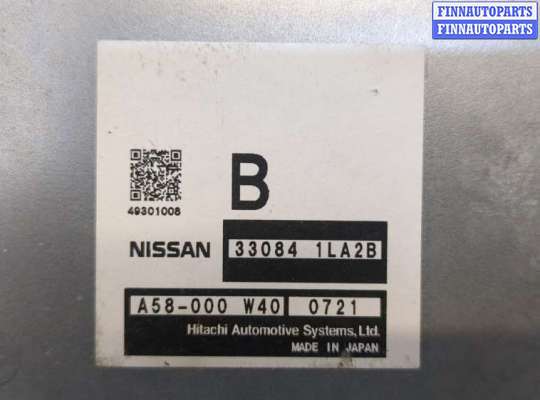 FINNAUTOPARTS
FINNAUTOPARTS
B
49301008
NISSAN 33084 1LA2B
A58-000 W40 0721
Hitachi Automotive Systems, Ltd.
MADE IN JAPAN